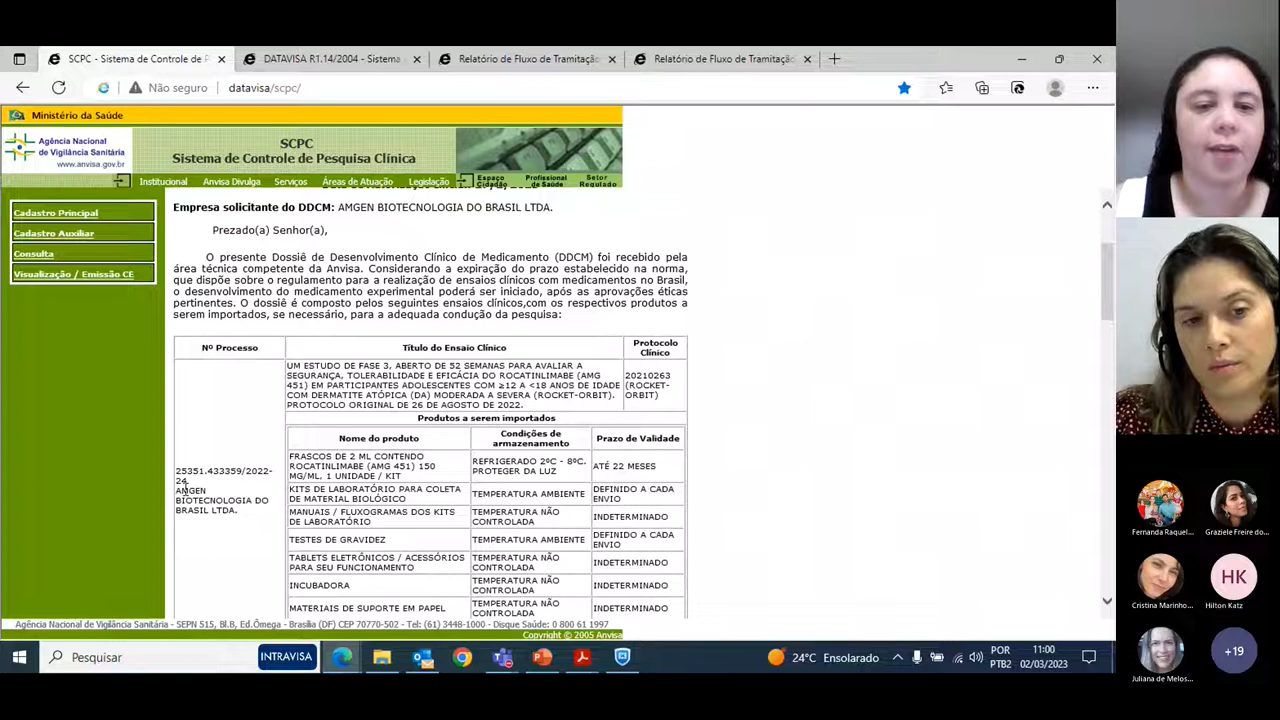 SCPC - Sistema de Controle de P
DATAVISA R1.14/2004 - Sistema
Relatório de Fluxo de Tramitação
Relatório de Fluxo de Tramitação
Não seguro
datavisa/scpc/
Ministério da Saúde
Agência Nacional
de Vigilância Sanitária
www.anvisa.gov.br
SCPC
Sistema de Controle de Pesquisa Clínica
Institucional
Anvisa Divulga
Serviços
Áreas de Atuação
Legislação
Espaço
Cidadão
Profissional
de Saúde
Setor
Regulado
Cadastro Principal
Cadastro Auxiliar
Consulta
Visualização / Emissão CE
Empresa solicitante do DDCM: AMGEN BIOTECNOLOGIA DO BRASIL LTDA.
Prezado(a) Senhor(a),
O presente Dossiê de Desenvolvimento Clínico de Medicamento (DDCM) foi recebido pela
área técnica competente da Anvisa. Considerando a expiração do prazo estabelecido na norma,
que dispõe sobre o regulamento para a realização de ensaios clínicos com medicamentos no Brasil,
o desenvolvimento do medicamento experimental poderá ser iniciado, após as aprovações éticas
pertinentes. O dossiê é composto pelos seguintes ensaios clínicos,com os respectivos produtos a
serem importados, se necessário, para a adequada condução da pesquisa:
Nº Processo
Título do Ensaio Clínico
Protocolo
Clínico
UM ESTUDO DE FASE 3, ABERTO DE 52 SEMANAS PARA AVALIAR A
SEGURANÇA, TOLERABILIDADE E EFICÁCIA DO ROCATINLIMABE (AMG
451) EM PARTICIPANTES ADOLESCENTES COM ≥12 A <18 ANOS DE IDADE
COM DERMATITE ATÓPICA (DA) MODERADA A SEVERA (ROCKET-ORBIT).
PROTOCOLO ORIGINAL DE 26 DE AGOSTO DE 2022.
20210263
(ROCKET-
ORBIT)
Produtos a serem importados
Nome do produto
Condições de
armazenamento
Prazo de Validade
25351.433359/2022-
24
AMGEN
BIOTECNOLOGIA DO
BRASIL LTDA.
FRASCOS DE 2 ML CONTENDO
ROCATINLIMABE (AMG 451) 150
MG/ML, 1 UNIDADE / KIT
REFRIGERADO 2ºC - 8ºC.
PROTEGER DA LUZ
ATÉ 22 MESES
KITS DE LABORATÓRIO PARA COLETA
DE MATERIAL BIOLÓGICO
TEMPERATURA AMBIENTE
DEFINIDO A CADA
ENVIO
MANUAIS / FLUXOGRAMAS DOS KITS
DE LABORATÓRIO
TEMPERATURA NÃO
CONTROLADA
INDETERMINADO
TESTES DE GRAVIDEZ
TEMPERATURA AMBIENTE
DEFINIDO A CADA
ENVIO
TABLETS ELETRÔNICOS / ACESSÓRIOS
PARA SEU FUNCIONAMENTO
TEMPERATURA NÃO
CONTROLADA
INDETERMINADO
INCUBADORA
TEMPERATURA NÃO
CONTROLADA
INDETERMINADO
MATERIAIS DE SUPORTE EM PAPEL
TEMPERATURA NÃO
CONTROLADA
INDETERMINADO
Agência Nacional de Vigilância Sanitária - SEPN 515, Bl.B, Ed.Ômega - Brasília (DF) CEP 70770-502 - Tel: (61) 3448-1000 - Disque Saúde: 0 800 61 1997
Copyright © 2005 Anvisa
Pesquisar
INTRAVISA
24°C Ensolarado
POR
PTB2
11:00
02/03/2023
Fernanda Raquel...
Graziele Freire do...
Cristina Marinho...
HK
Hilton Katz
Juliana de Melos...
+19